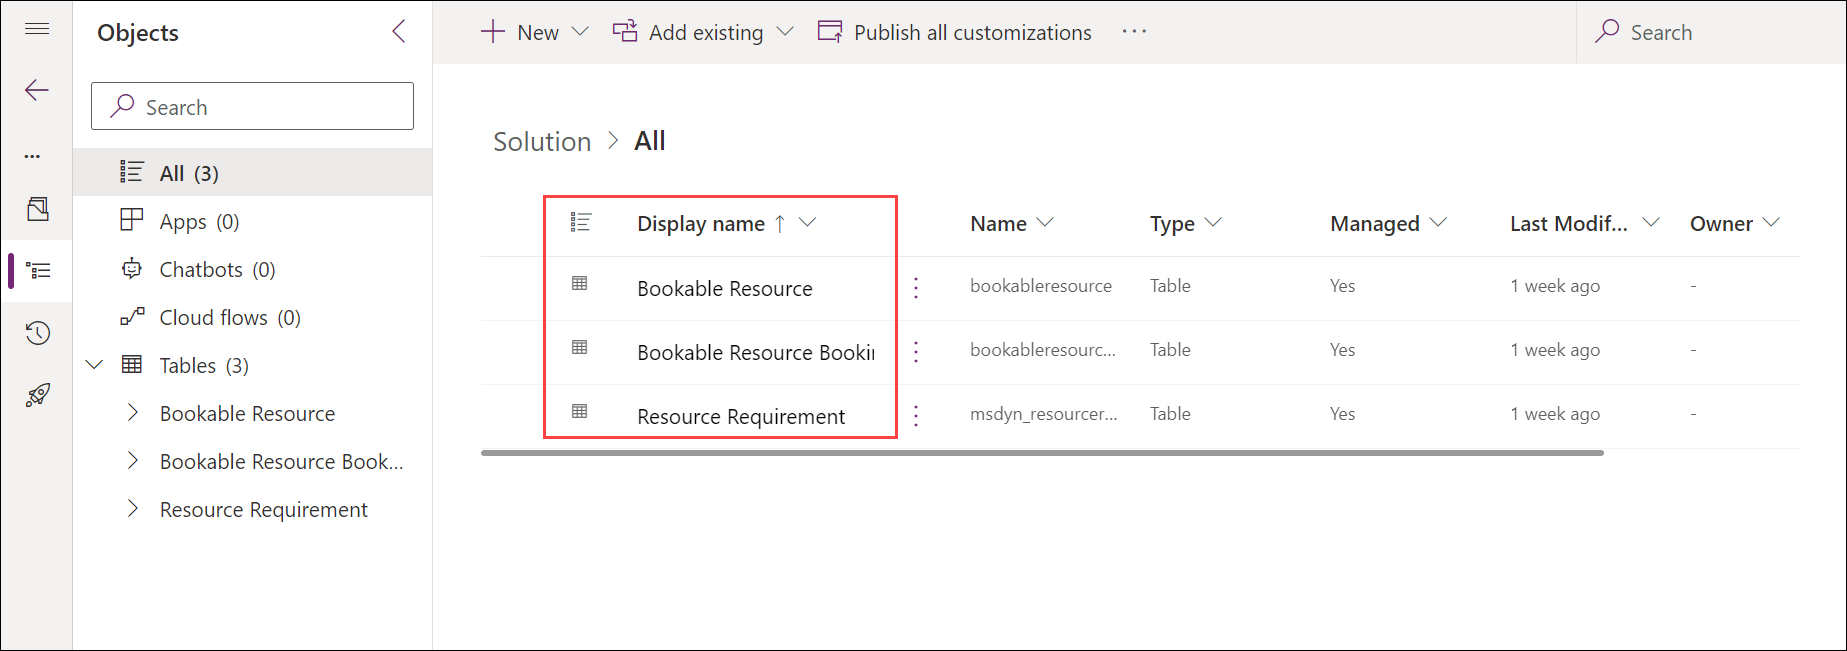 Objects
Search
All (3)
Apps (0)
Chatbots (0)
Cloud flows (0)
Tables (3)
Bookable Resource
Bookable Resource Book...
Resource Requirement
New
Add existing
Publish all customizations
...
Search
Solution > All
Display name ↑ Name Type Managed Last Modif... Owner
Bookable Resource bookableresource Table Yes 1 week ago -
Bookable Resource Bookin bookableresourc... Table Yes 1 week ago -
Resource Requirement msdyn_resourcer... Table Yes 1 week ago -